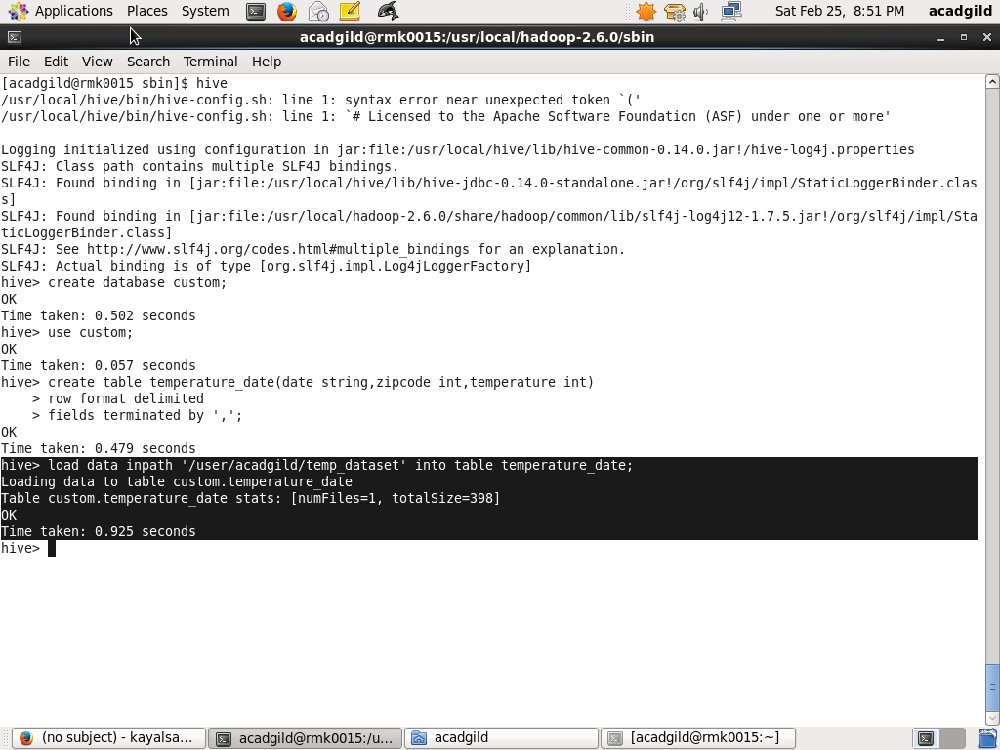 Applications Places System Sat Feb 25, 8:51 PM acadgild
acadgild@rmk0015:/usr/local/hadoop-2.6.0/sbin
File Edit View Search Terminal Help
[acadgild@rmk0015 sbin]$ hive
/usr/local/hive/bin/hive-config.sh: line 1: syntax error near unexpected token `('
/usr/local/hive/bin/hive-config.sh: line 1: `# Licensed to the Apache Software Foundation (ASF) under one or more'
Logging initialized using configuration in jar:file:/usr/local/hive/lib/hive-common-0.14.0.jar!/hive-log4j.properties
SLF4J: Class path contains multiple SLF4J bindings.
SLF4J: Found binding in [jar:file:/usr/local/hive/lib/hive-jdbc-0.14.0-standalone.jar!/org/slf4j/impl/StaticLoggerBinder.clas
s]
SLF4J: Found binding in [jar:file:/usr/local/hadoop-2.6.0/share/hadoop/common/lib/slf4j-log4j12-1.7.5.jar!/org/slf4j/impl/Sta
ticLoggerBinder.class]
SLF4J: See http://www.slf4j.org/codes.html#multiple_bindings for an explanation.
SLF4J: Actual binding is of type [org.slf4j.impl.Log4jLoggerFactory]
hive> create database custom;
OK
Time taken: 0.502 seconds
hive> use custom;
OK
Time taken: 0.057 seconds
hive> create table temperature_date(date string,zipcode int,temperature int)
    > row format delimited
    > fields terminated by ',';
OK
Time taken: 0.479 seconds
hive> load data inpath '/user/acadgild/temp_dataset' into table temperature_date;
Loading data to table custom.temperature_date
Table custom.temperature_date stats: [numFiles=1, totalSize=398]
OK
Time taken: 0.925 seconds
hive>
(no subject) - kayalsa... acadgild@rmk0015:/u... acadgild [acadgild@rmk0015:~]